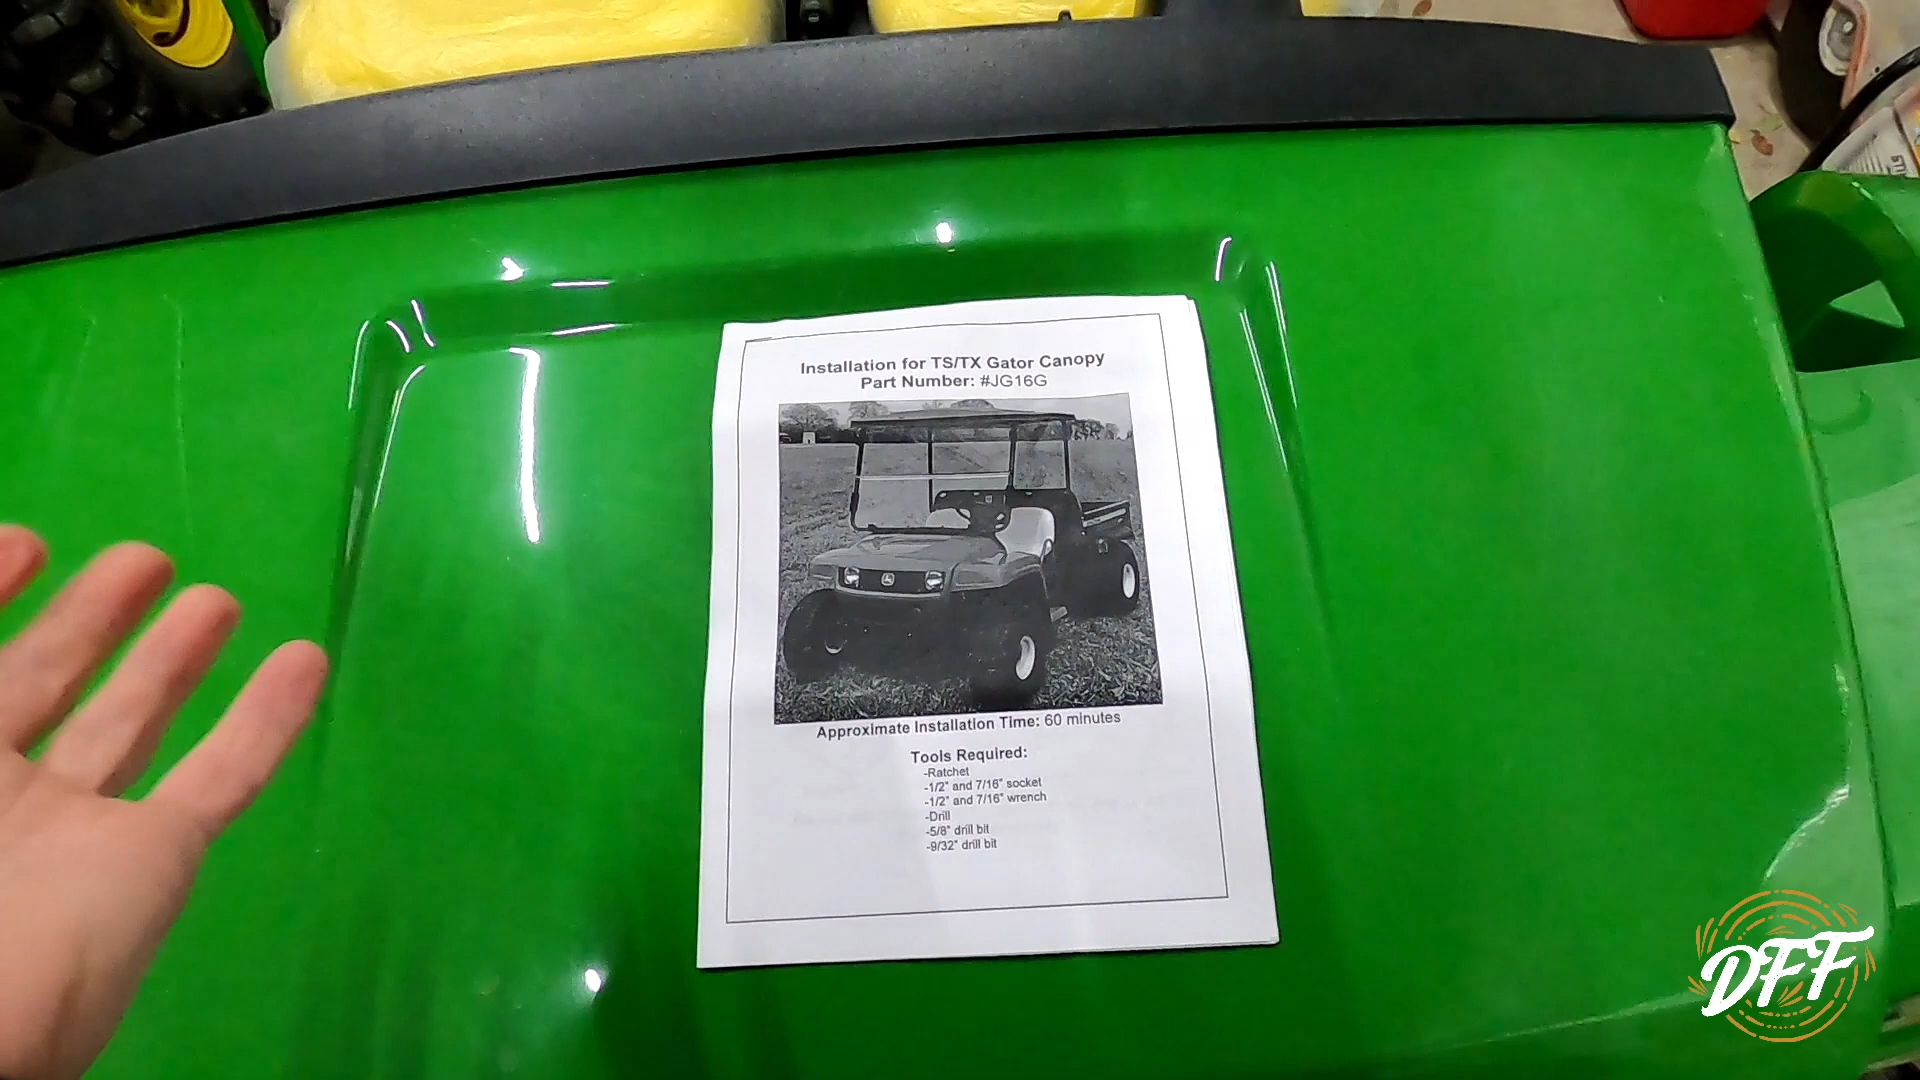 Installation for TS/TX Gator Canopy
Part Number: #JG16G
Approximate Installation Time: 60 minutes
Tools Required:
-Ratchet
-1/2" and 7/16" socket
-1/2" and 7/16" wrench
-Drill
-5/8" drill bit
-9/32" drill bit
DFF